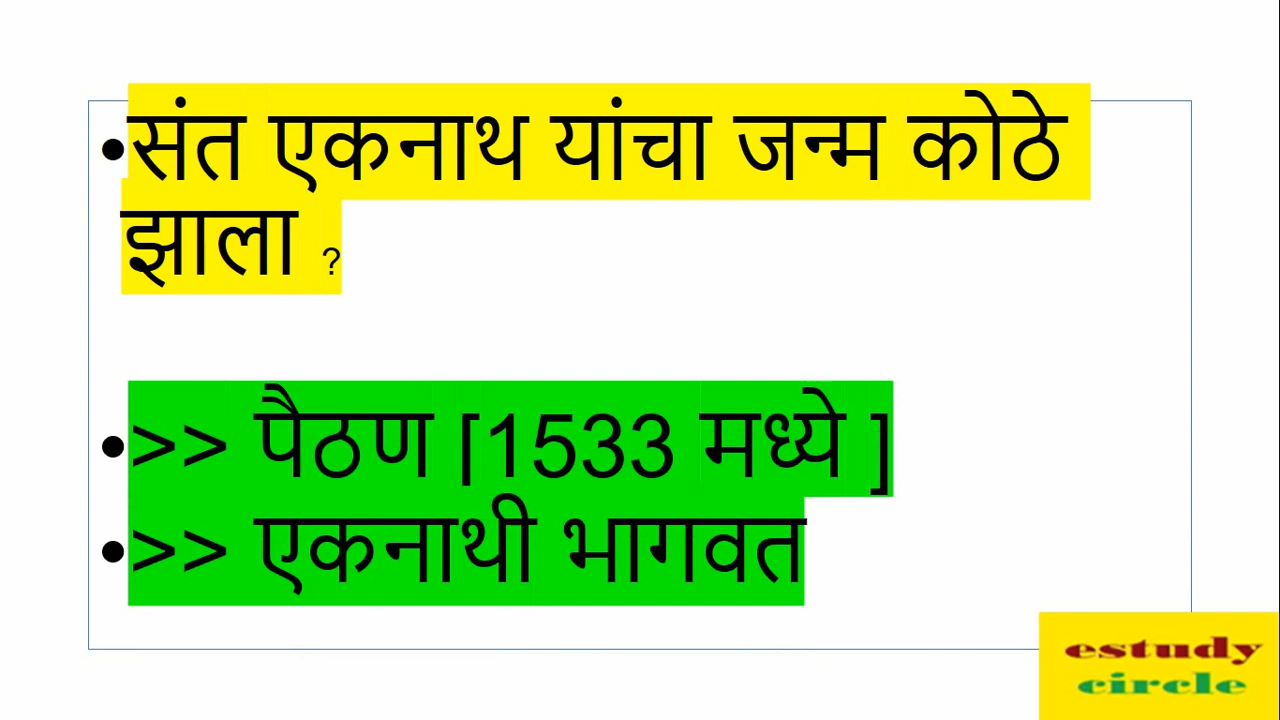 •संत एकनाथ यांचा जन्म कोठे
झाला ?
•>> पैठण [1533 मध्ये ]
•>> एकनाथी भागवत
estudy
circle